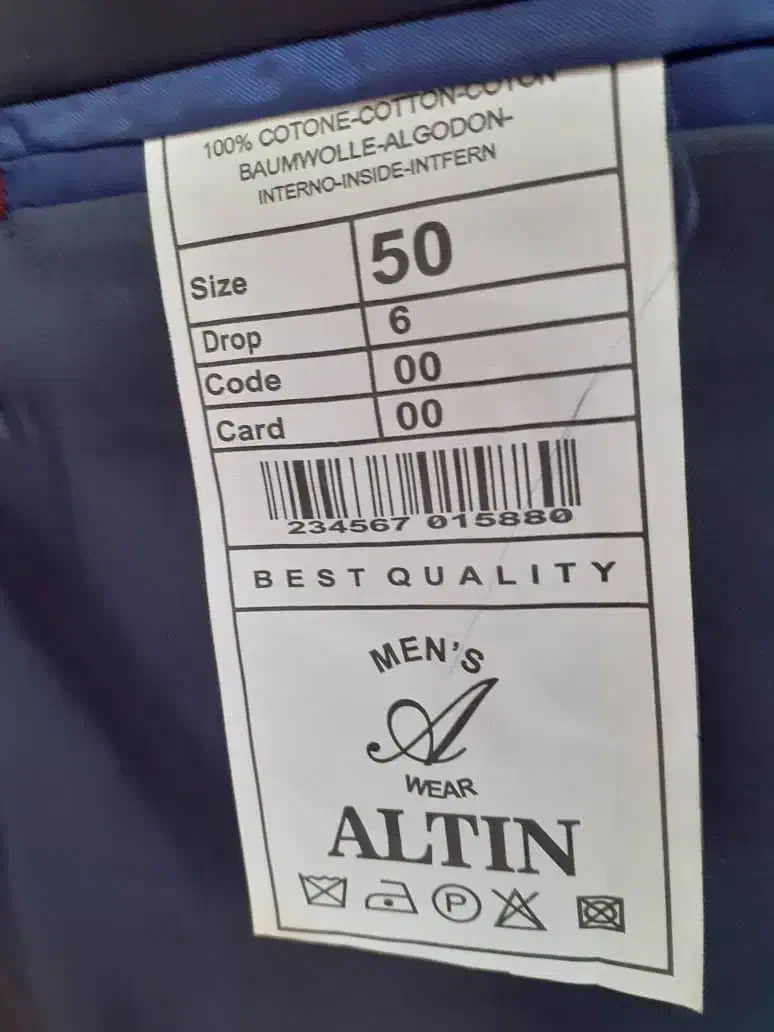 100% COTONE-COTTON-COTON
BAUMWOLLE-ALGODON-
INTERNO-INSIDE-INTFERN
Size 50
Drop 6
Code 00
Card 00
234567 015880
BEST QUALITY
MEN'S
A
WEAR
ALTIN
P